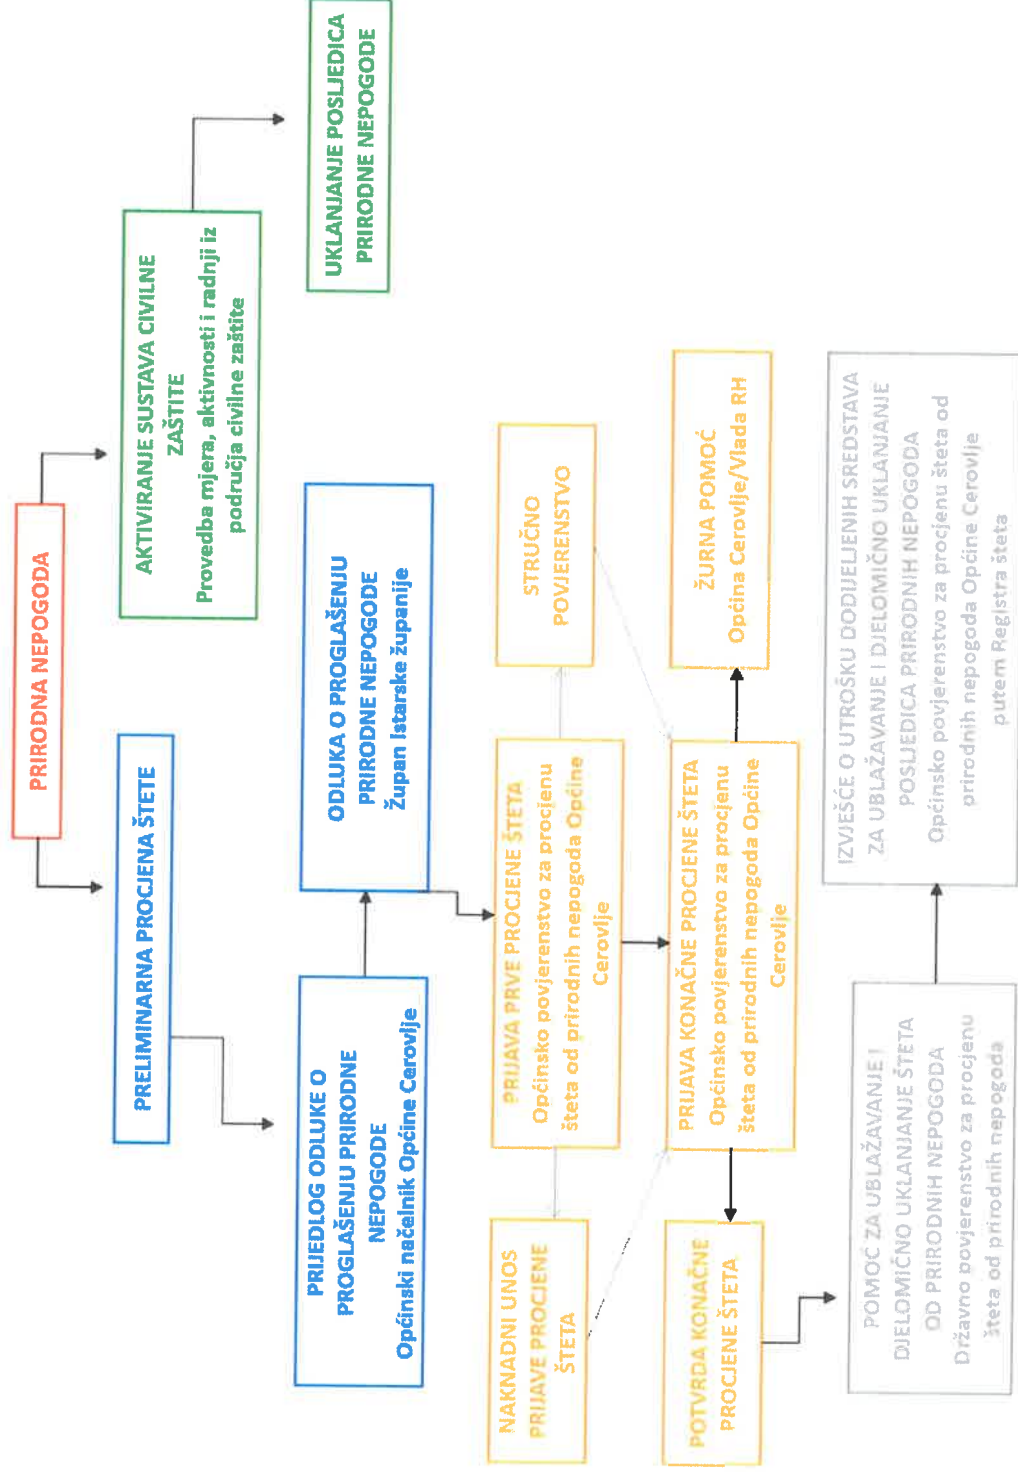 PRIRODNA NEPOGODA
PRELIMINARNA PROCJENA ŠTETE
AKTIVIRANJE SUSTAVA CIVILNE
ZAŠTITE
Provedba mjera, aktivnosti i radnji iz
područja civilne zaštite
PRIJEDLOG ODLUKE O
PROGLAŠENJU PRIRODNE
NEPOGODE
Općinski načelnik Općine Cerovlje
ODLUKA O PROGLAŠENJU
PRIRODNE NEPOGODE
Župan Istarske županije
UKLANJANJE POSLJEDICA
PRIRODNE NEPOGODE
NAKNADNI UNOS
PRIJAVE PROCJENE
ŠTETA
PRIJAVA PRVE PROCJENE ŠTETA
Općinsko povjerenstvo za procjenu
šteta od prirodnih nepogoda Općine
Cerovlje
STRUČNO
POVJERENSTVO
POTVRDA KONAČNE
PROCJENE ŠTETA
PRIJAVA KONAČNE PROCJENE ŠTETA
Općinsko povjerenstvo za procjenu
šteta od prirodnih nepogoda Općine
Cerovlje
ŽURNA POMOĆ
Općina Cerovlje/Vlada RH
POMOĆ ZA UBLAŽAVANJE I
DJELOMIČNO UKLANJANJE ŠTETA
OD PRIRODNIH NEPOGODA
Državno povjerenstvo za procjenu
šteta od prirodnih nepogoda
IZVJEŠĆE O UTROŠKU DODIJELJENIH SREDSTAVA
ZA UBLAŽAVANJE I DJELOMIČNO UKLANJANJE
POSLJEDICA PRIRODNIH NEPOGODA
Općinsko povjerenstvo za procjenu šteta od
prirodnih nepogoda Općine Cerovlje
putem Registra šteta